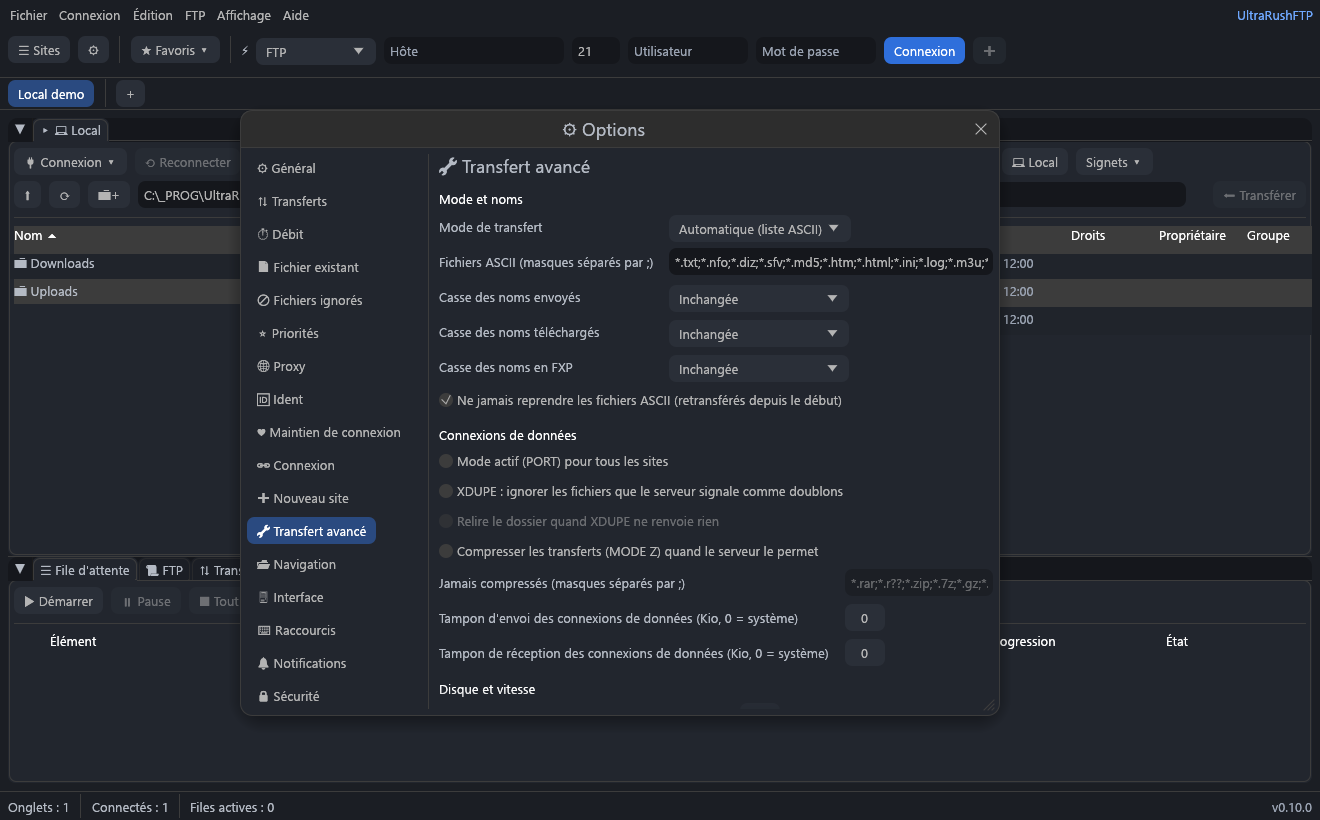 Fichier Connexion Édition FTP Affichage Aide UltraRushFTP
Sites Favoris FTP Hôte 21 Utilisateur Mot de passe Connexion
Local demo +
Local
Connexion Reconnecter Local Signets
C:\_PROG\UltraR Transférer
Nom Droits Propriétaire Groupe
Downloads 12:00
Uploads 12:00
12:00
Options
Général
Transferts
Débit
Fichier existant
Fichiers ignorés
Priorités
Proxy
Ident
Maintien de connexion
Connexion
Nouveau site
Transfert avancé
Navigation
Interface
Raccourcis
Notifications
Sécurité
Transfert avancé
Mode et noms
Mode de transfert Automatique (liste ASCII)
Fichiers ASCII (masques séparés par ;) *.txt;*.nfo;*.diz;*.sfv;*.md5;*.htm;*.html;*.ini;*.log;*.m3u;*
Casse des noms envoyés Inchangée
Casse des noms téléchargés Inchangée
Casse des noms en FXP Inchangée
Ne jamais reprendre les fichiers ASCII (retransférés depuis le début)
Connexions de données
Mode actif (PORT) pour tous les sites
XDUPE : ignorer les fichiers que le serveur signale comme doublons
Relire le dossier quand XDUPE ne renvoie rien
Compresser les transferts (MODE Z) quand le serveur le permet
Jamais compressés (masques séparés par ;) *.rar;*.r??;*.zip;*.7z;*.gz;*.
Tampon d'envoi des connexions de données (Kio, 0 = système) 0
Tampon de réception des connexions de données (Kio, 0 = système) 0
Disque et vitesse
File d'attente FTP Trans
Démarrer Pause Tout
Élément ogression État
Onglets : 1 Connectés : 1 Files actives : 0 v0.10.0